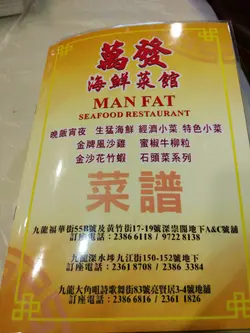 萬發
海鮮菜館
MAN FAT
SEAFOOD RESTAURANT
晚飯宵夜 生猛海鮮 經濟小菜 特色小菜
金牌風沙雞 蜜椒牛柳粒
金沙花竹蝦 石頭菜系列
菜譜
九龍福華街55B號及黃竹街17-19號深崇閣地下A&C號舖
訂座電話：2386 6118 / 9722 8138
九龍深水埗九江街150-152號地下
訂座電話：2361 8708 / 2386 3384
九龍大角咀詩歌舞街83號亮賢居3-4號地舖
訂座電話：2386 6816 / 2361 1826